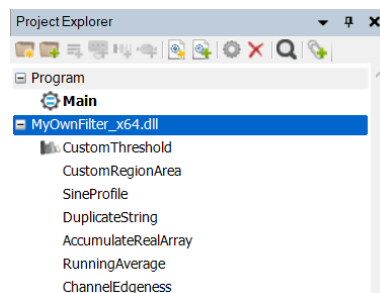 Project Explorer
Program
Main
MyOwnFilter_x64.dll
CustomThreshold
CustomRegionArea
SineProfile
DuplicateString
AccumulateRealArray
RunningAverage
ChannelEdgeness